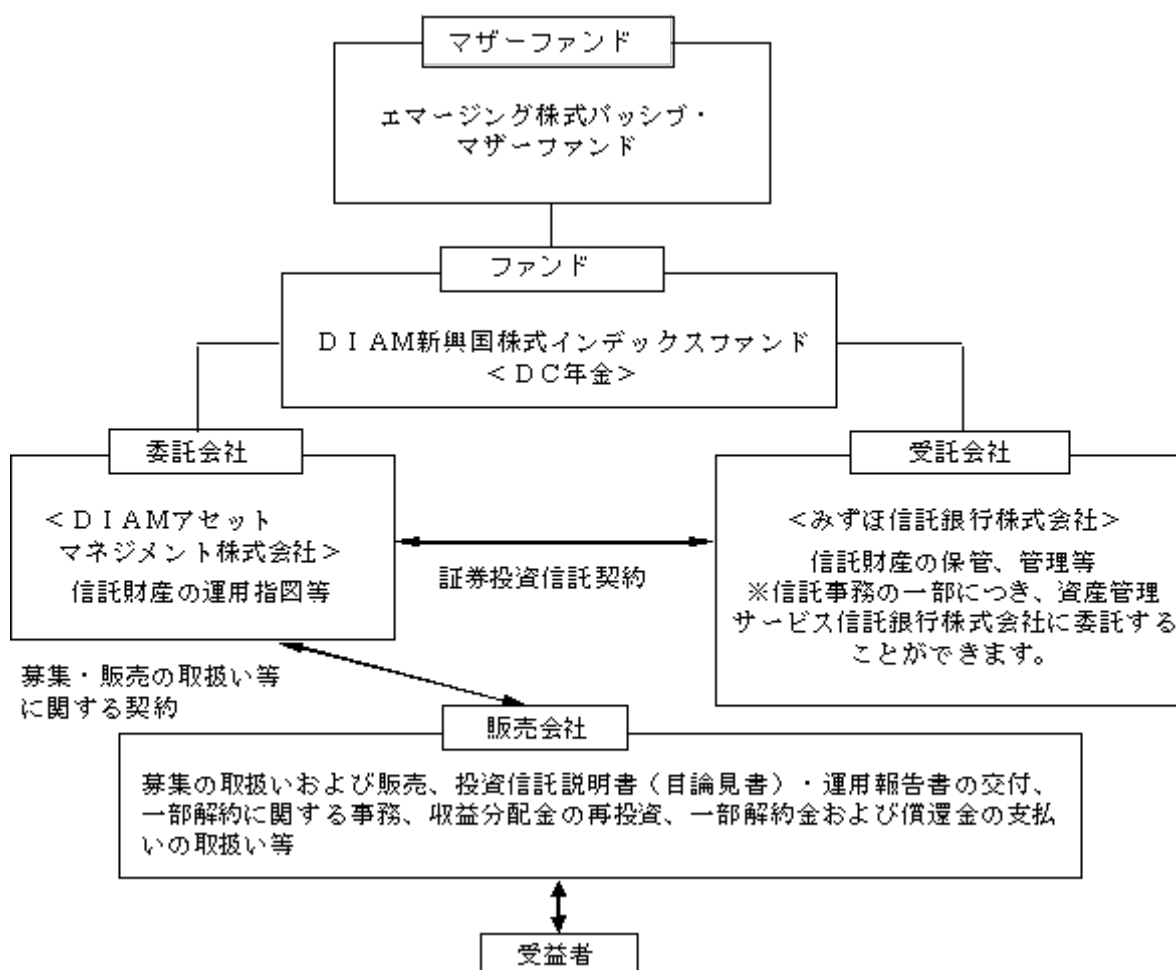 マザーファンド
エマージング株式パッシブ・
マザーファンド
ファンド
ＤＩＡＭ新興国株式インデックスファンド
＜ＤＣ年金＞
委託会社
＜ＤＩＡＭアセット
マネジメント株式会社＞
信託財産の運用指図等
証券投資信託契約
受託会社
＜みずほ信託銀行株式会社＞
信託財産の保管、管理等
※信託事務の一部につき、資産管理
サービス信託銀行株式会社に委託する
ことができます。
募集・販売の取扱い等
に関する契約
販売会社
募集の取扱いおよび販売、投資信託説明書（目論見書）・運用報告書の交付、
一部解約に関する事務、収益分配金の再投資、一部解約金および償還金の支払
いの取扱い等
受益者